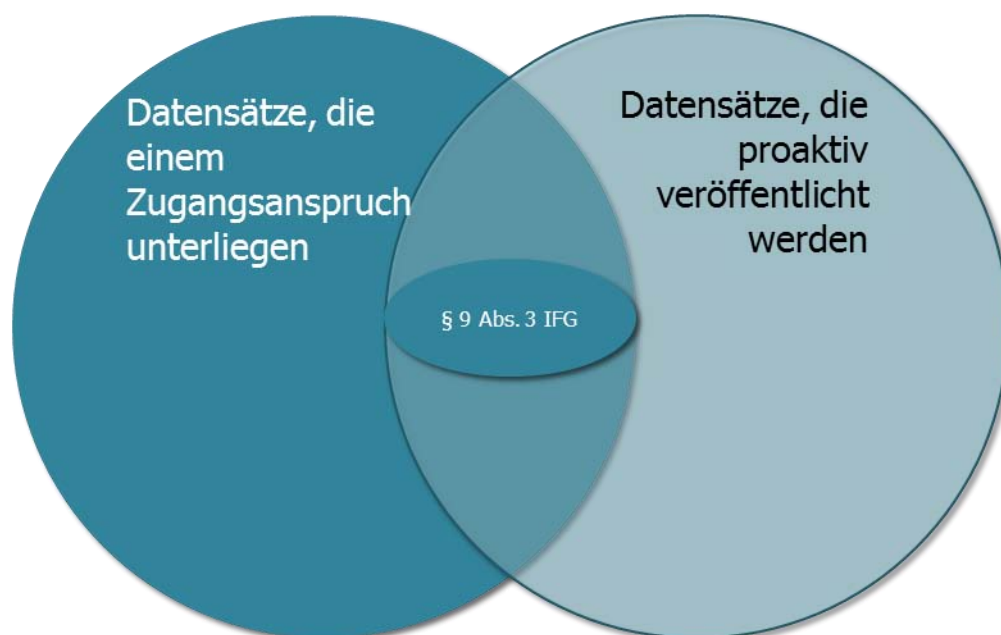 Datensätze, die
einem
Zugangsanspruch
unterliegen
Datensätze, die
proaktiv
veröffentlicht
werden
§ 9 Abs. 3 IFG